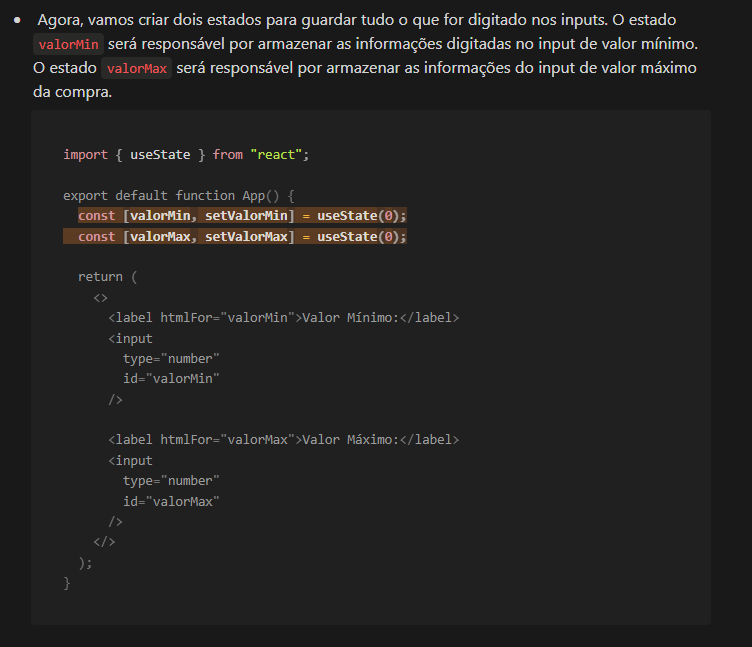 Agora, vamos criar dois estados para guardar tudo o que for digitado nos inputs. O estado
valorMin será responsável por armazenar as informações digitadas no input de valor mínimo.
O estado valorMax será responsável por armazenar as informações do input de valor máximo
da compra.
import { useState } from "react";
export default function App() {
const [valorMin, setValorMin] = useState(0);
const [valorMax, setValorMax] = useState(0);
return (
<>
<label htmlFor="valorMin">Valor Mínimo:</label>
<input
type="number"
id="valorMin"
/>
<label htmlFor="valorMax">Valor Máximo:</label>
<input
type="number"
id="valorMax"
/>
</>
);
}